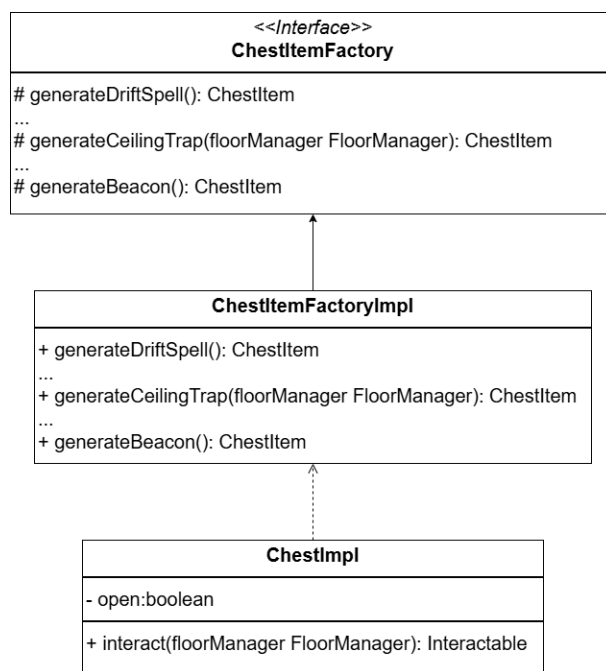 <<Interface>>
ChestItemFactory
# generateDriftSpell(): ChestItem
...
# generateCeilingTrap(floorManager FloorManager): ChestItem
...
# generateBeacon(): ChestItem
ChestItemFactoryImpl
+ generateDriftSpell(): ChestItem
...
+ generateCeilingTrap(floorManager FloorManager): ChestItem
...
+ generateBeacon(): ChestItem
ChestImpl
- open:boolean
+ interact(floorManager FloorManager): Interactable